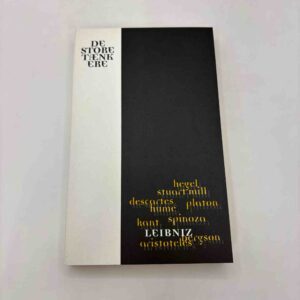 DE
STORE
TÆNK
ERE
hegel
stuart mill
descartes
platon
hume
spinoza
kant
bergson
LEIBNIZ
aristoteles